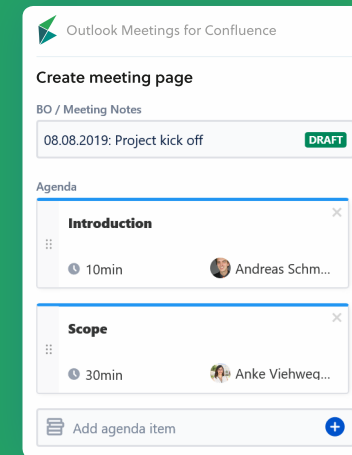 Outlook Meetings for Confluence
Create meeting page
BO / Meeting Notes
08.08.2019: Project kick off DRAFT
Agenda
Introduction
10min Andreas Schm...
Scope
30min Anke Viehweg...
Add agenda item